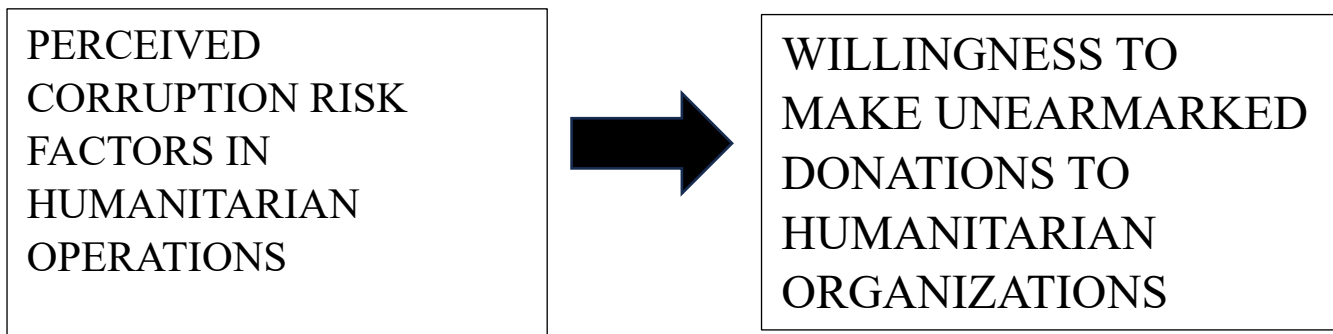 PERCEIVED
CORRUPTION RISK
FACTORS IN
HUMANITARIAN
OPERATIONS
WILLINGNESS TO
MAKE UNEARMARKED
DONATIONS TO
HUMANITARIAN
ORGANIZATIONS